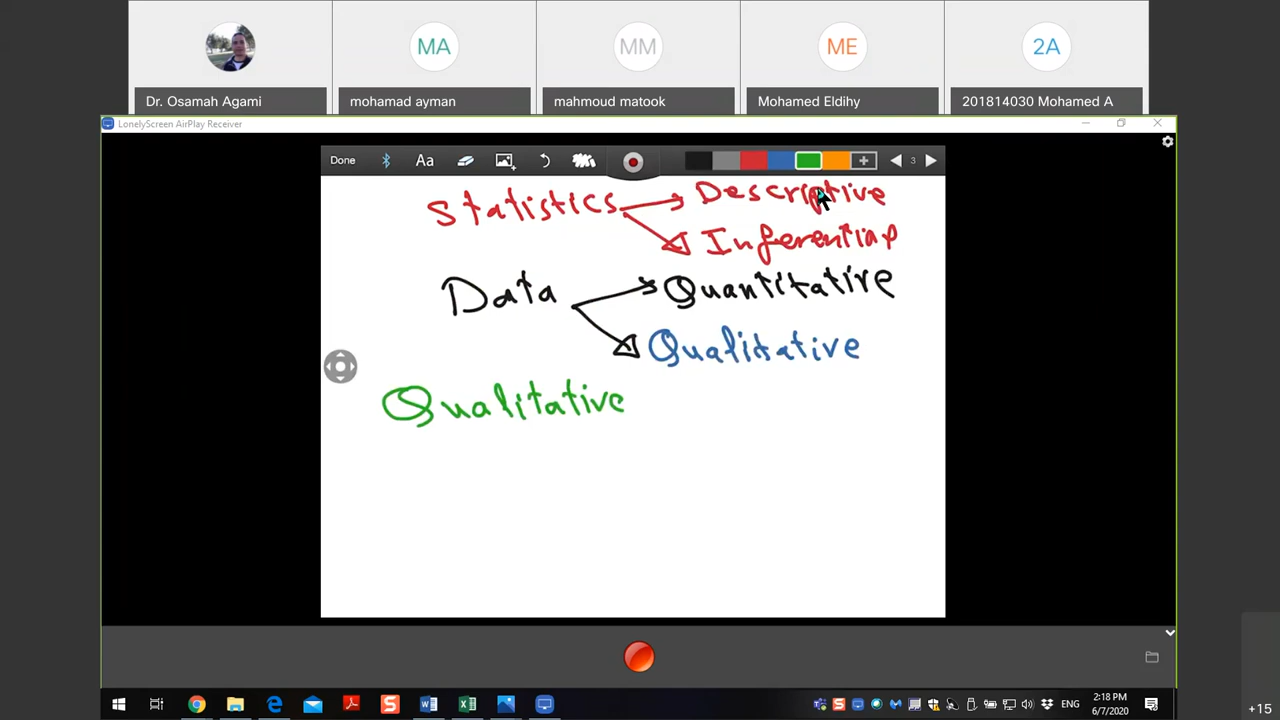 MA
MM
ME
2A
Dr. Osamah Agami
mohamad ayman
mahmoud matook
Mohamed Eldihy
201814030 Mohamed A
LonelyScreen AirPlay Receiver
Done
Aa
3
Statistics Descriptive
Inferential
Data Quantitative
Qualitative
Qualitative
2:18 PM
ENG
6/7/2020
+15